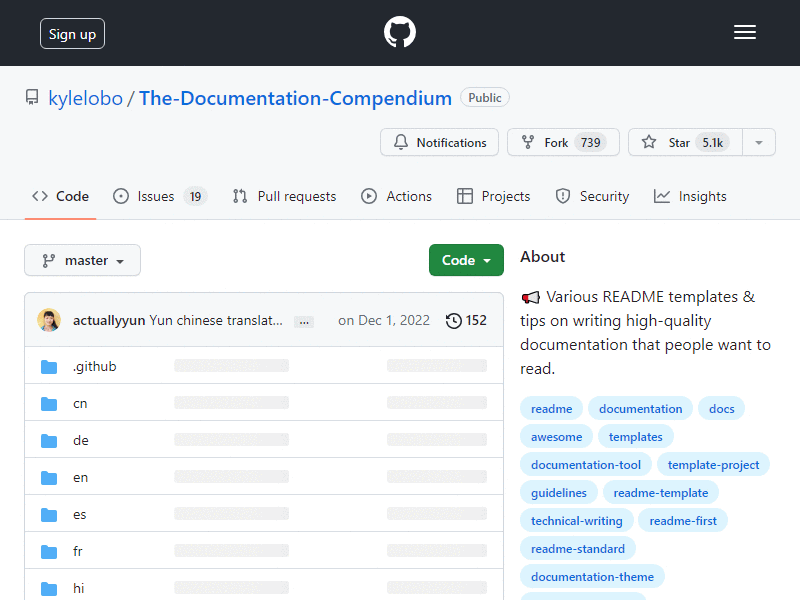 Sign up
kylelobo / The-Documentation-Compendium Public
Notifications Fork 739 Star 5.1k
Code Issues 19 Pull requests Actions Projects Security Insights
master Code
actuallyyun Yun chinese translat... ... on Dec 1, 2022 152
.github
cn
de
en
es
fr
hi
About
Various README templates &
tips on writing high-quality
documentation that people want to
read.
readme documentation docs
awesome templates
documentation-tool template-project
guidelines readme-template
technical-writing readme-first
readme-standard
documentation-theme